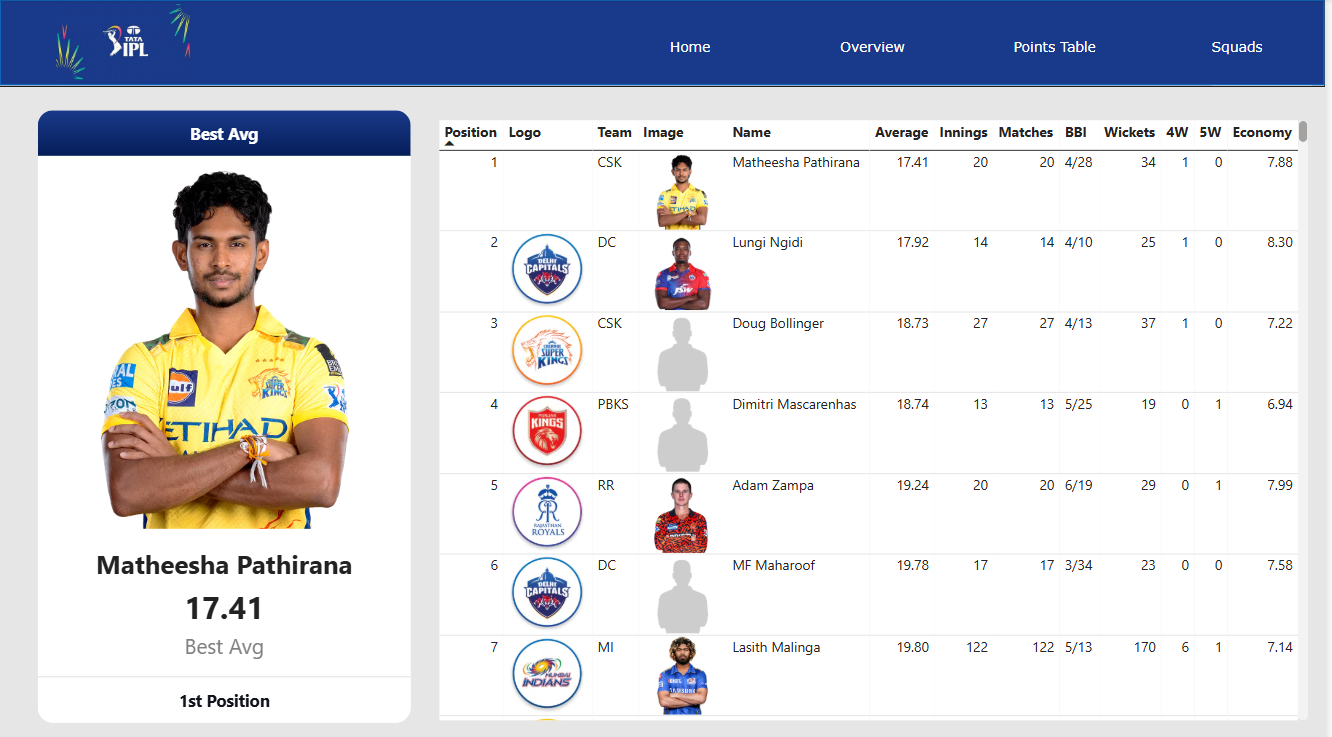 TATA
IPL
Home Overview Points Table Squads
Best Avg
ETIHAD
Matheesha Pathirana
17.41
Best Avg
1st Position
Position Logo Team Image Name Average Innings Matches BBI Wickets 4W 5W Economy
1 CSK Matheesha Pathirana 17.41 20 20 4/28 34 1 0 7.88
2 DELHI CAPITALS DC Lungi Ngidi 17.92 14 14 4/10 25 1 0 8.30
3 CHENNAI SUPER KINGS CSK Doug Bollinger 18.73 27 27 4/13 37 1 0 7.22
4 PUNJAB KINGS PBKS Dimitri Mascarenhas 18.74 13 13 5/25 19 0 1 6.94
5 RAJASTHAN ROYALS RR Adam Zampa 19.24 20 20 6/19 29 0 1 7.99
6 DELHI CAPITALS DC MF Maharoof 19.78 17 17 3/34 23 0 0 7.58
7 MUMBAI INDIANS MI Lasith Malinga 19.80 122 122 5/13 170 6 1 7.14